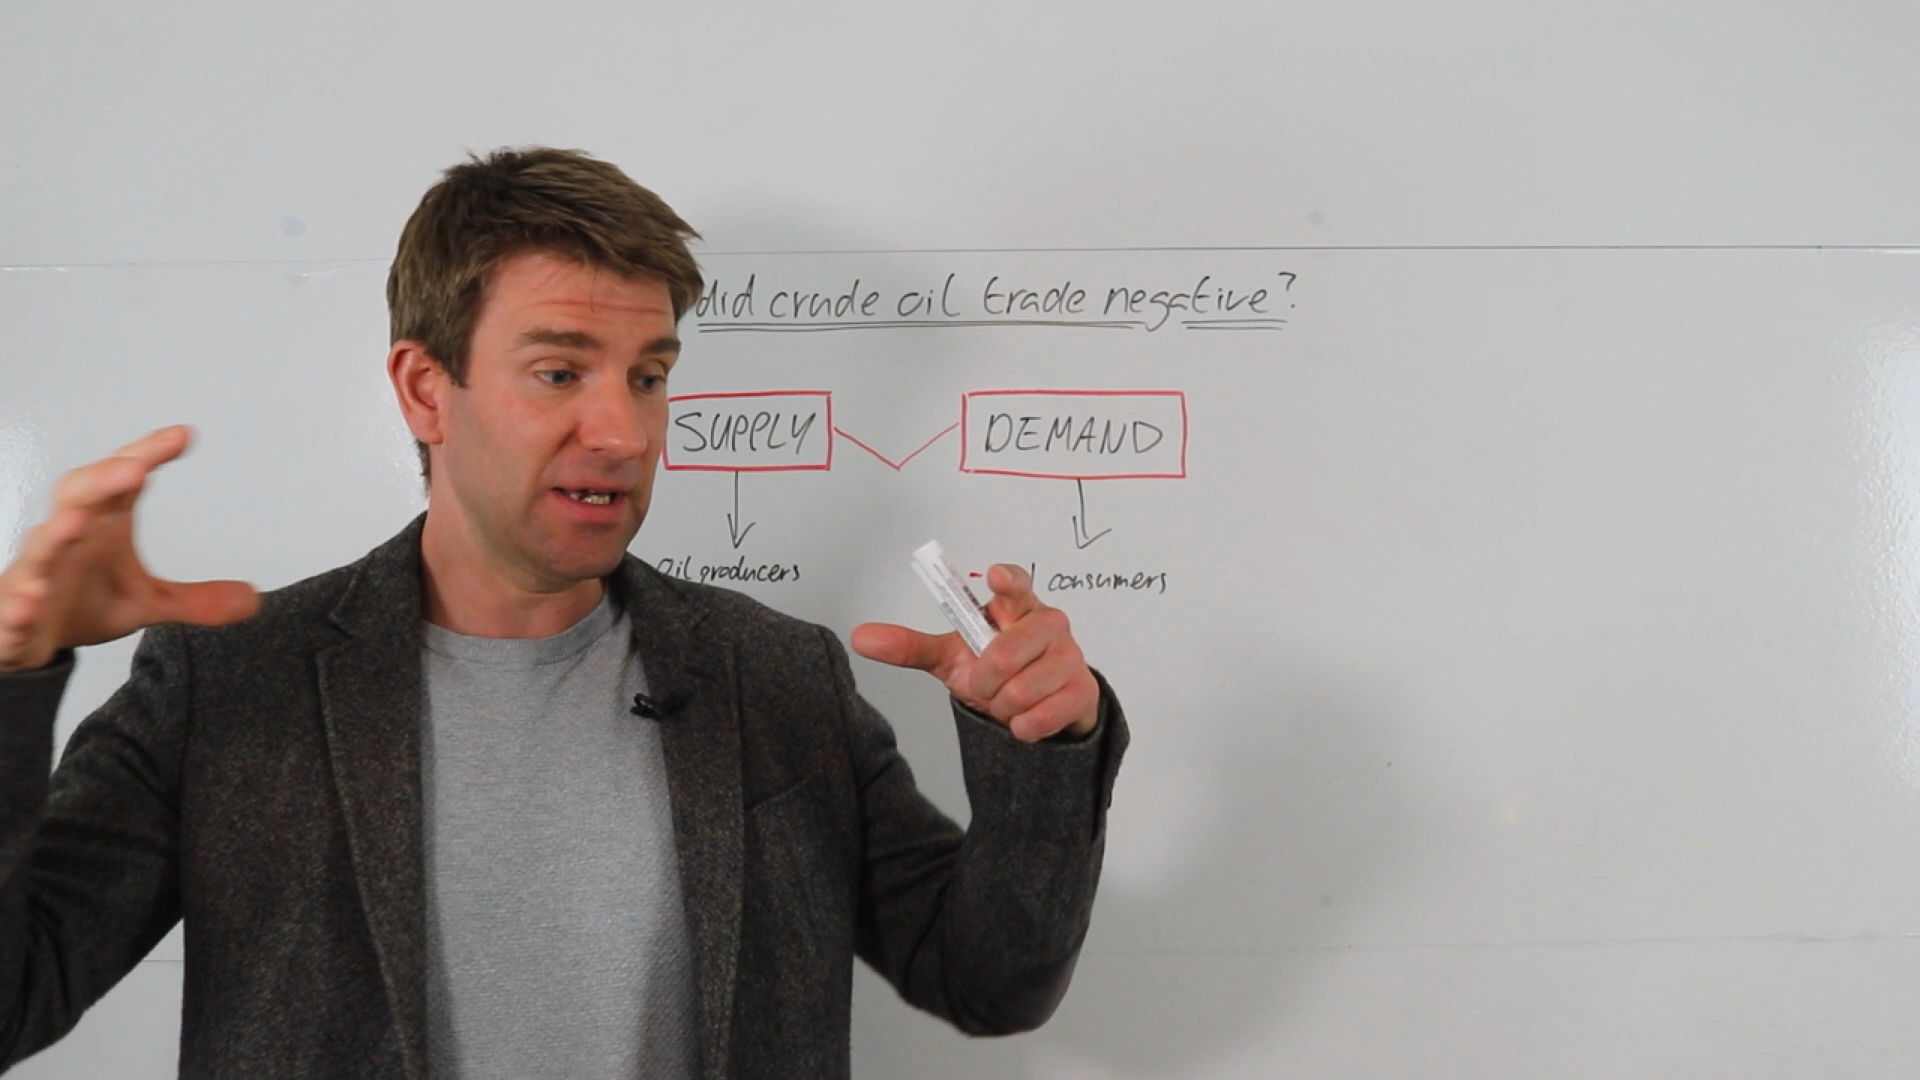 did crude oil trade negative?
SUPPLY DEMAND
Oil producers consumers